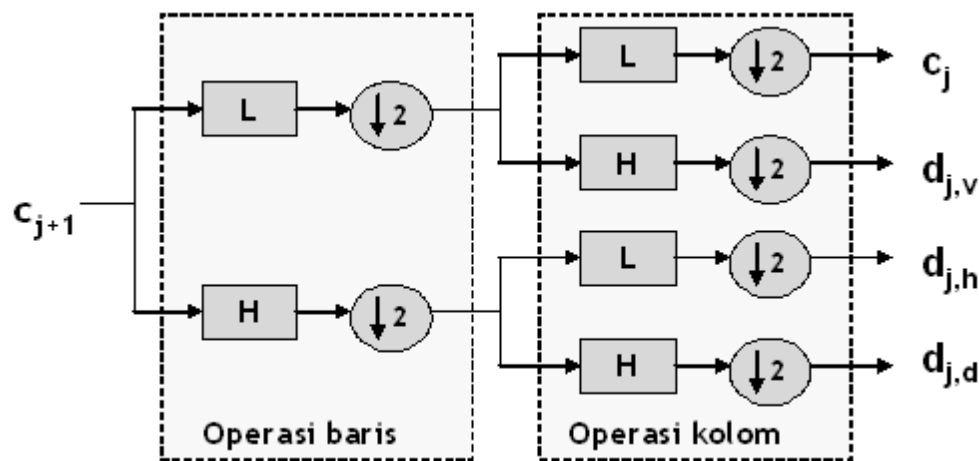 L
↓2
c_j
L
↓2
H
↓2
d_{j,v}
c_{j+1}
L
↓2
d_{j,h}
H
↓2
H
↓2
d_{j,d}
Operasi baris
Operasi kolom